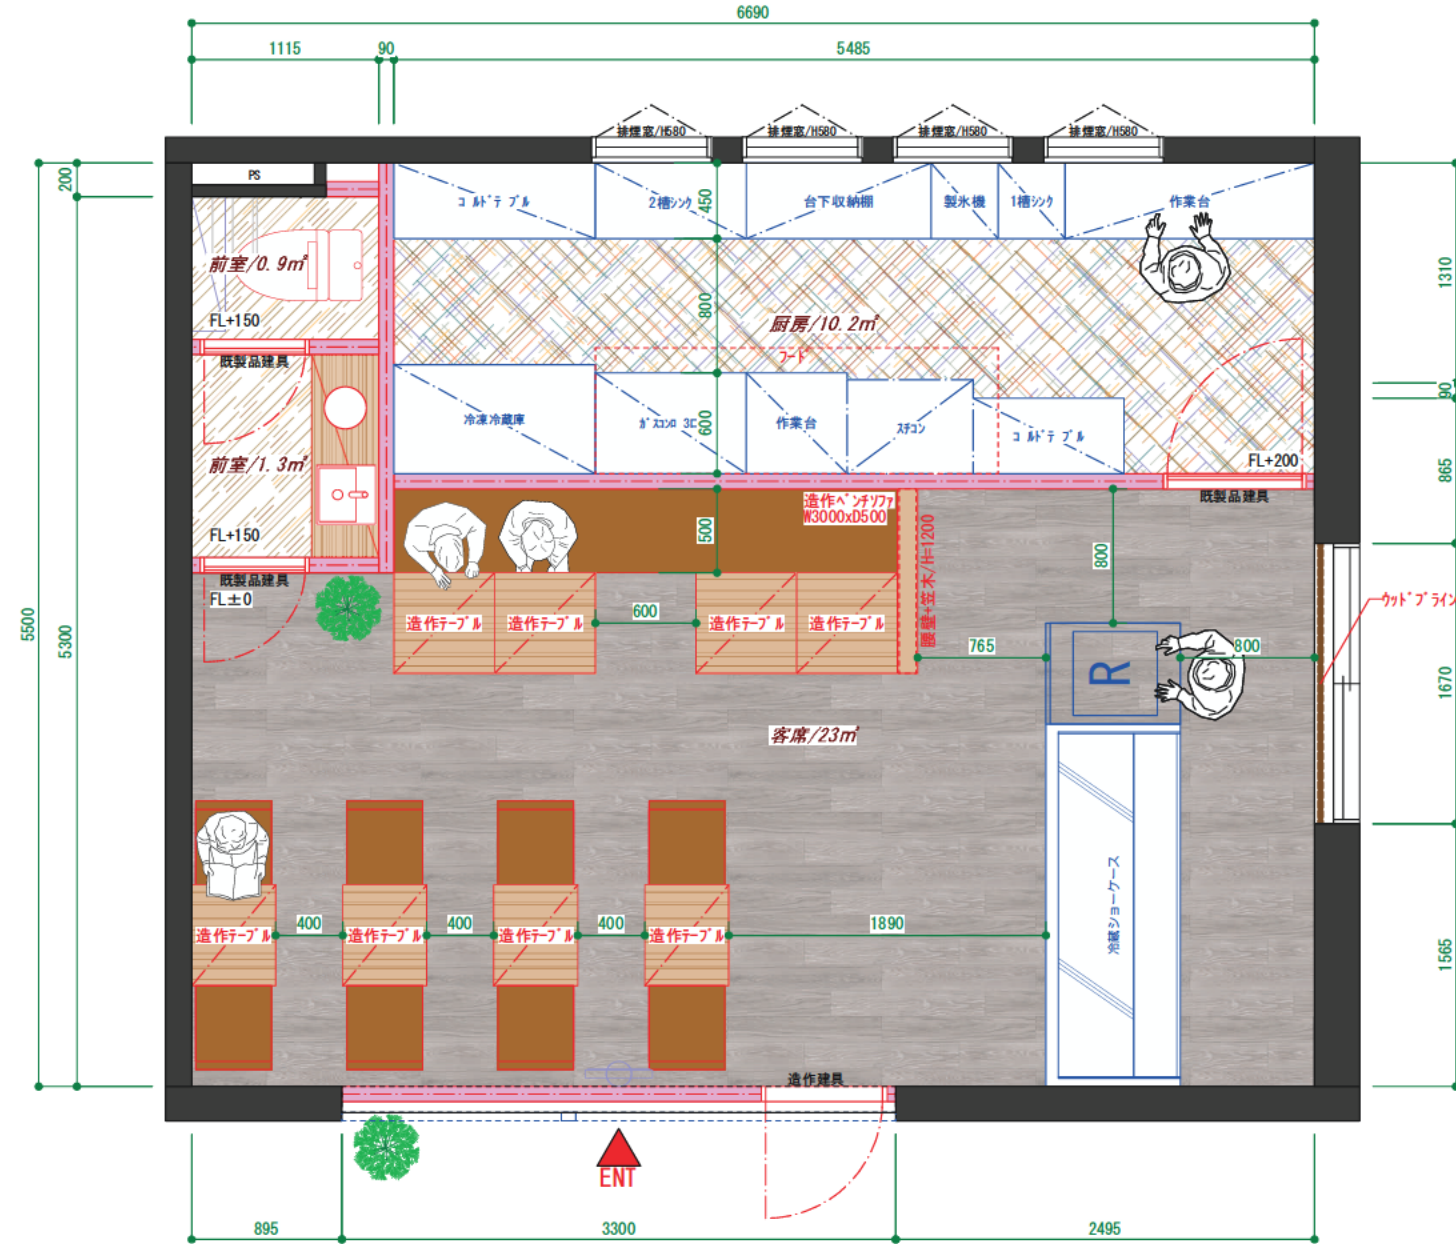 6690
1115
90
5485
排煙窓/H580
排煙窓/H580
排煙窓/H580
排煙窓/H580
PS
200
コールドテーブル
2槽シンク
450
台下収納棚
製氷機
1槽シンク
作業台
前室/0.9㎡
FL+150
既製品建具
800
厨房/10.2㎡
フード
1310
90
冷凍冷蔵庫
ガスコンロ 3口
600
作業台
スチコン
コールドテーブル
前室/1.3㎡
FL+200
865
既製品建具
FL+150
造作ベンチソファ
W3000xD500
500
腰壁+笠木/H=1200
800
既製品建具
FL±0
造作テーブル
造作テーブル
600
造作テーブル
造作テーブル
ウッドブライン
5500
5300
765
R
800
1670
客席/23㎡
冷蔵ショーケース
造作テーブル
400
造作テーブル
400
造作テーブル
400
造作テーブル
1890
1565
造作建具
ENT
895
3300
2495